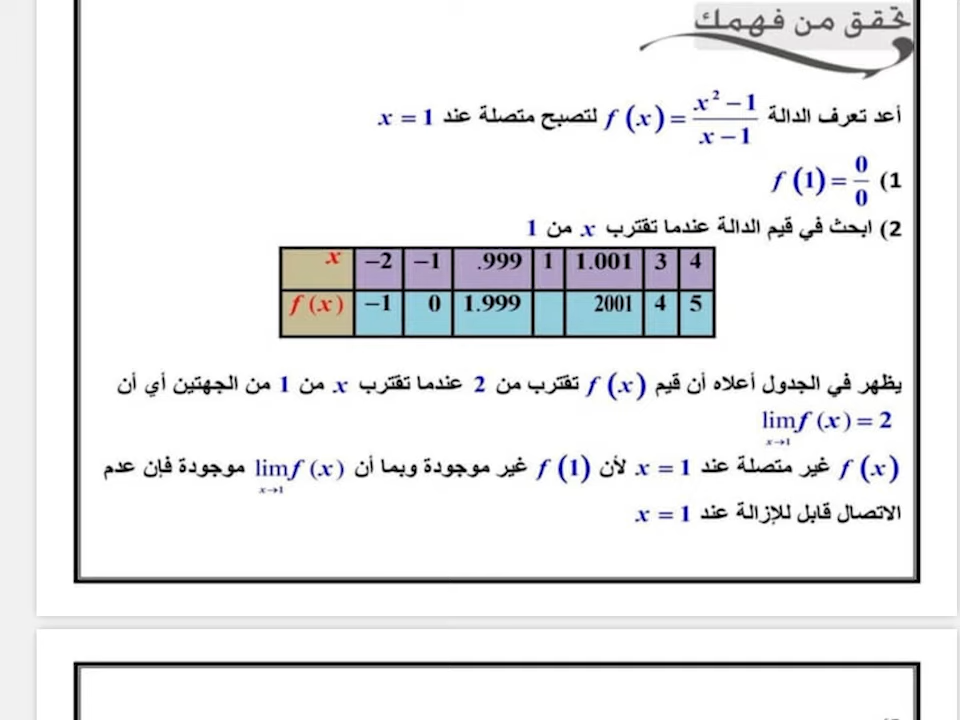 تحقق من فهمك
أعد تعرف الدالة f (x) = (x² – 1)/(x – 1) لتصبح متصلة عند x = 1
1) f (1) = 0/0
2) ابحث في قيم الدالة عندما تقترب x من 1
x –2 –1 .999 1 1.001 3 4
f (x) –1 0 1.999 2001 4 5
يظهر في الجدول أعلاه أن قيم f (x) تقترب من 2 عندما تقترب x من 1 من الجهتين أي أن
lim x→1 f (x) = 2
f (x) غير متصلة عند x = 1 لأن f (1) غير موجودة وبما أن lim x→1 f (x) موجودة فإن عدم
الاتصال قابل للإزالة عند x = 1